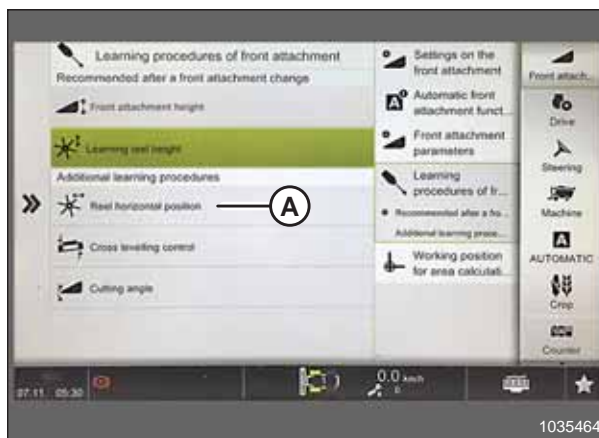 Learning procedures of front attachment
Recommended after a front attachment change
Front attachment height
Learning reel height
Additional learning procedures
Reel horizontal position
A
Cross levelling control
Cutting angle
Settings on the
front attachment
Automatic front
attachment funct...
Front attachment
parameters
Learning
procedures of fr...
Recommended after a fro...
Additional learning proce...
Working position
for area calculati...
Front attach...
Drive
Steering
Machine
A
AUTOMATIC
Crop
Counter
07.11 05:30
0.0 km/h
0
1035464